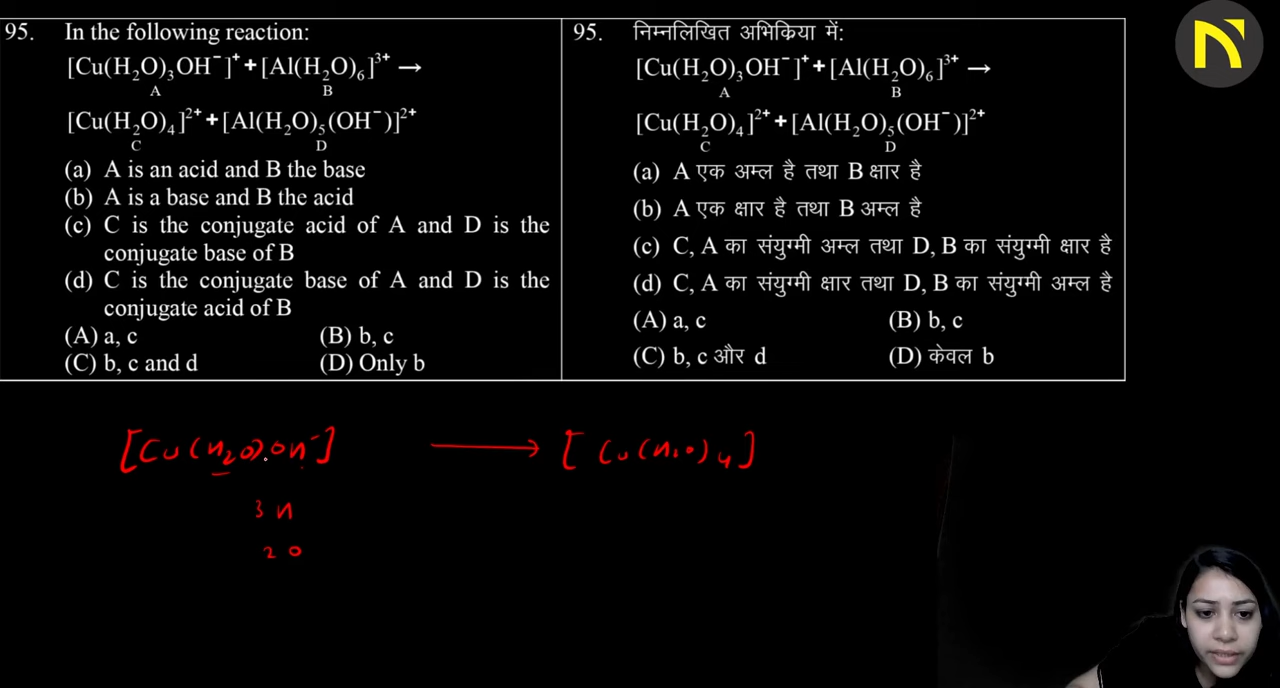 95. In the following reaction:
[Cu(H₂O)₃OH⁻]⁺ + [Al(H₂O)₆]³⁺ →
A B
[Cu(H₂O)₄]²⁺ + [Al(H₂O)₅(OH⁻)]²⁺
C D
(a) A is an acid and B the base
(b) A is a base and B the acid
(c) C is the conjugate acid of A and D is the
conjugate base of B
(d) C is the conjugate base of A and D is the
conjugate acid of B
(A) a, c (B) b, c
(C) b, c and d (D) Only b
95. निम्नलिखित अभिक्रिया में:
[Cu(H₂O)₃OH⁻]⁺ + [Al(H₂O)₆]³⁺ →
A B
[Cu(H₂O)₄]²⁺ + [Al(H₂O)₅(OH⁻)]²⁺
C D
(a) A एक अम्ल है तथा B क्षार है
(b) A एक क्षार है तथा B अम्ल है
(c) C, A का संयुग्मी अम्ल तथा D, B का संयुग्मी क्षार है
(d) C, A का संयुग्मी क्षार तथा D, B का संयुग्मी अम्ल है
(A) a, c (B) b, c
(C) b, c और d (D) केवल b
[Cu(H₂O)OH⁻] → [Cu(H₂O)₄]
3 H
2 O